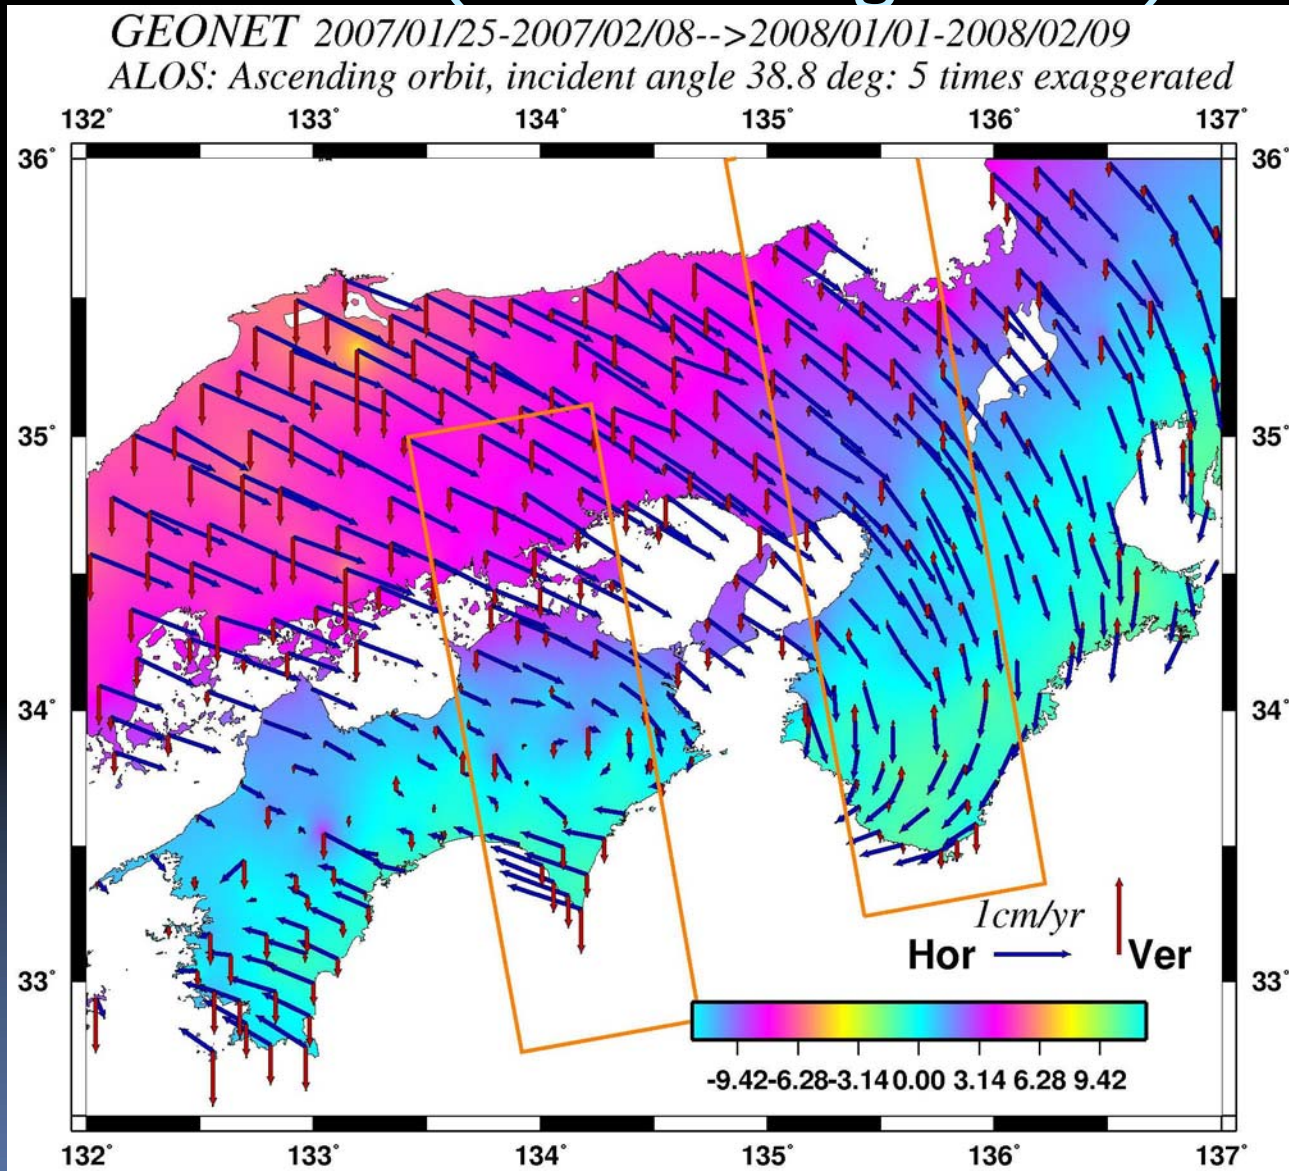 GEONET 2007/01/25-2007/02/08-->2008/01/01-2008/02/09
ALOS: Ascending orbit, incident angle 38.8 deg: 5 times exaggerated
132° 133° 134° 135° 136° 137°
36° 36°
35° 35°
34° 34°
1cm/yr
Hor Ver
33° 33°
-9.42 -6.28 -3.14 0.00 3.14 6.28 9.42
132° 133° 134° 135° 136° 137°